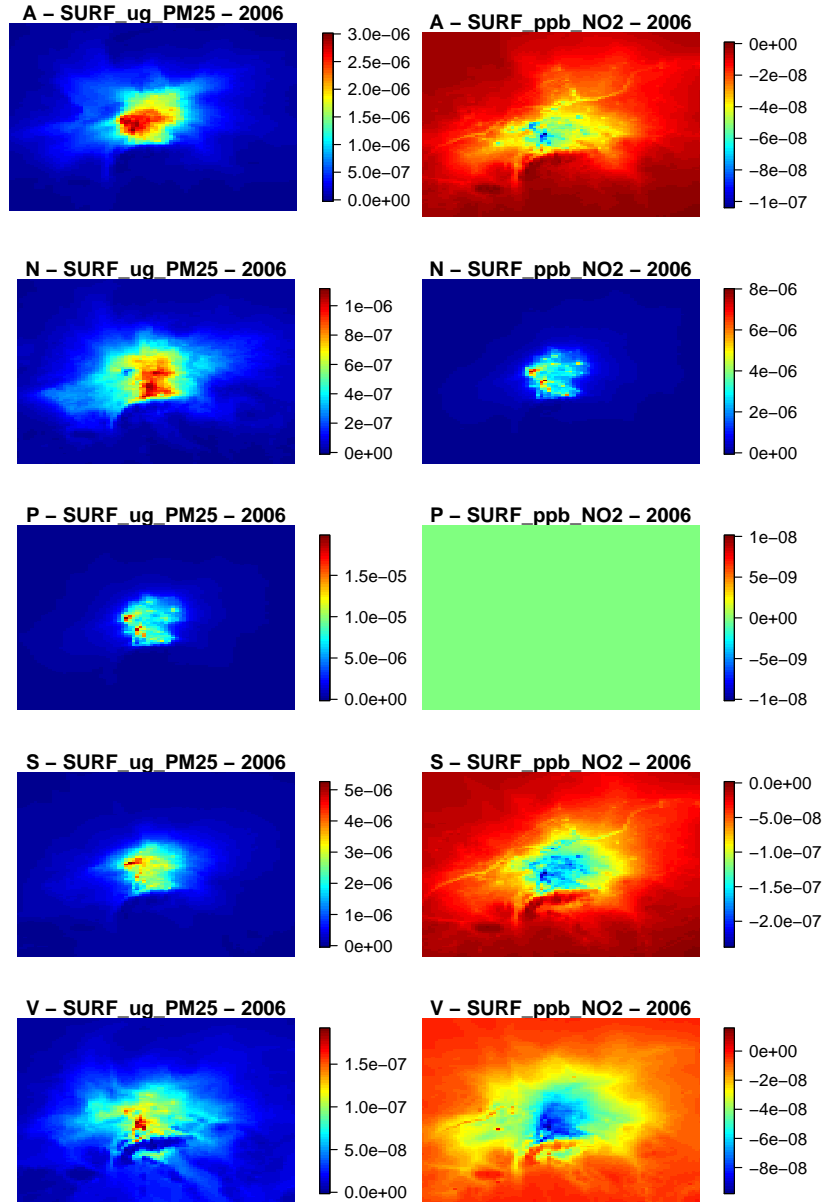 A − SURF_ug_PM25 − 2006
3.0e−06
2.5e−06
2.0e−06
1.5e−06
1.0e−06
5.0e−07
0.0e+00
A − SURF_ppb_NO2 − 2006
0e+00
−2e−08
−4e−08
−6e−08
−8e−08
−1e−07
N − SURF_ug_PM25 − 2006
1e−06
8e−07
6e−07
4e−07
2e−07
0e+00
N − SURF_ppb_NO2 − 2006
8e−06
6e−06
4e−06
2e−06
0e+00
P − SURF_ug_PM25 − 2006
1.5e−05
1.0e−05
5.0e−06
0.0e+00
P − SURF_ppb_NO2 − 2006
1e−08
5e−09
0e+00
−5e−09
−1e−08
S − SURF_ug_PM25 − 2006
5e−06
4e−06
3e−06
2e−06
1e−06
0e+00
S − SURF_ppb_NO2 − 2006
0.0e+00
−5.0e−08
−1.0e−07
−1.5e−07
−2.0e−07
V − SURF_ug_PM25 − 2006
1.5e−07
1.0e−07
5.0e−08
0.0e+00
V − SURF_ppb_NO2 − 2006
0e+00
−2e−08
−4e−08
−6e−08
−8e−08